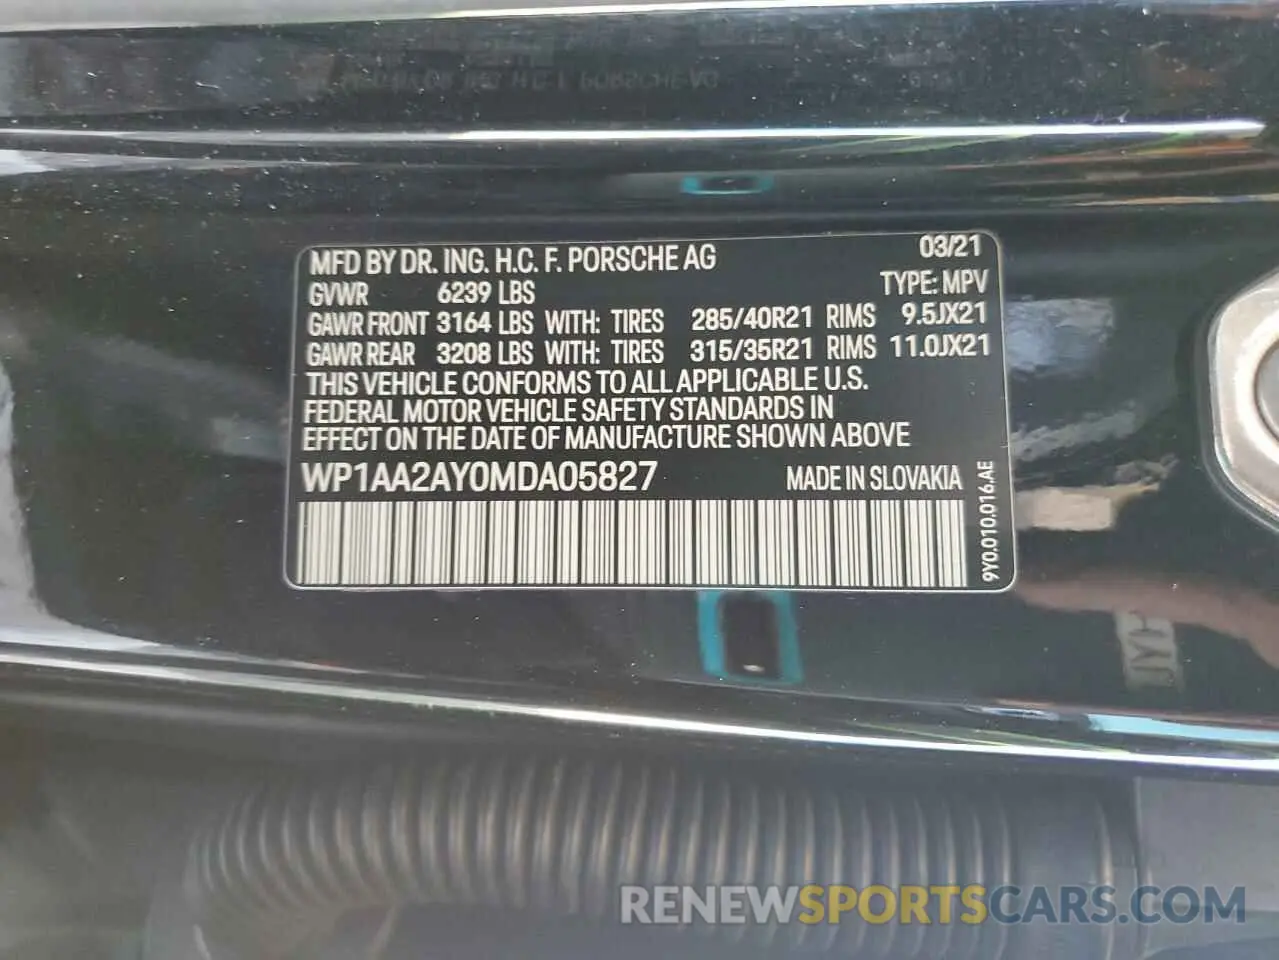 MFD BY DR. ING. H.C. F. PORSCHE AG 03/21
GVWR 6239 LBS TYPE: MPV
GAWR FRONT 3164 LBS WITH: TIRES 285/40R21 RIMS 9.5JX21
GAWR REAR 3208 LBS WITH: TIRES 315/35R21 RIMS 11.0JX21
THIS VEHICLE CONFORMS TO ALL APPLICABLE U.S.
FEDERAL MOTOR VEHICLE SAFETY STANDARDS IN
EFFECT ON THE DATE OF MANUFACTURE SHOWN ABOVE
WP1AA2AY0MDA05827 MADE IN SLOVAKIA
9Y0.010.016.AE
RENEWSPORTSCARS.COM